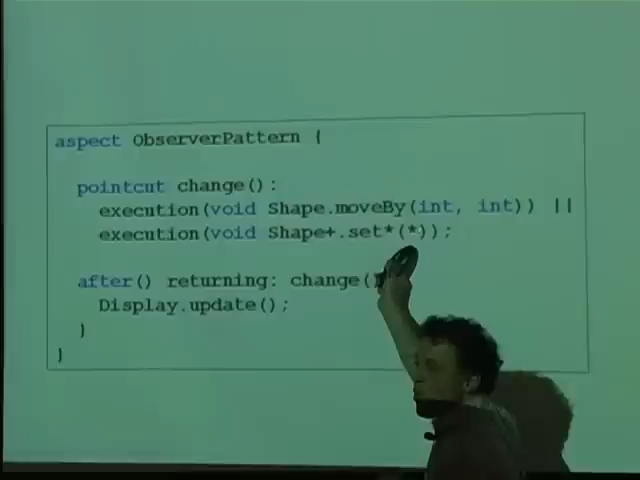 aspect ObserverPattern {
pointcut change():
execution(void Shape.moveBy(int, int)) ||
execution(void Shape+.set*(*));
after() returning: change(
Display.update();
}
}